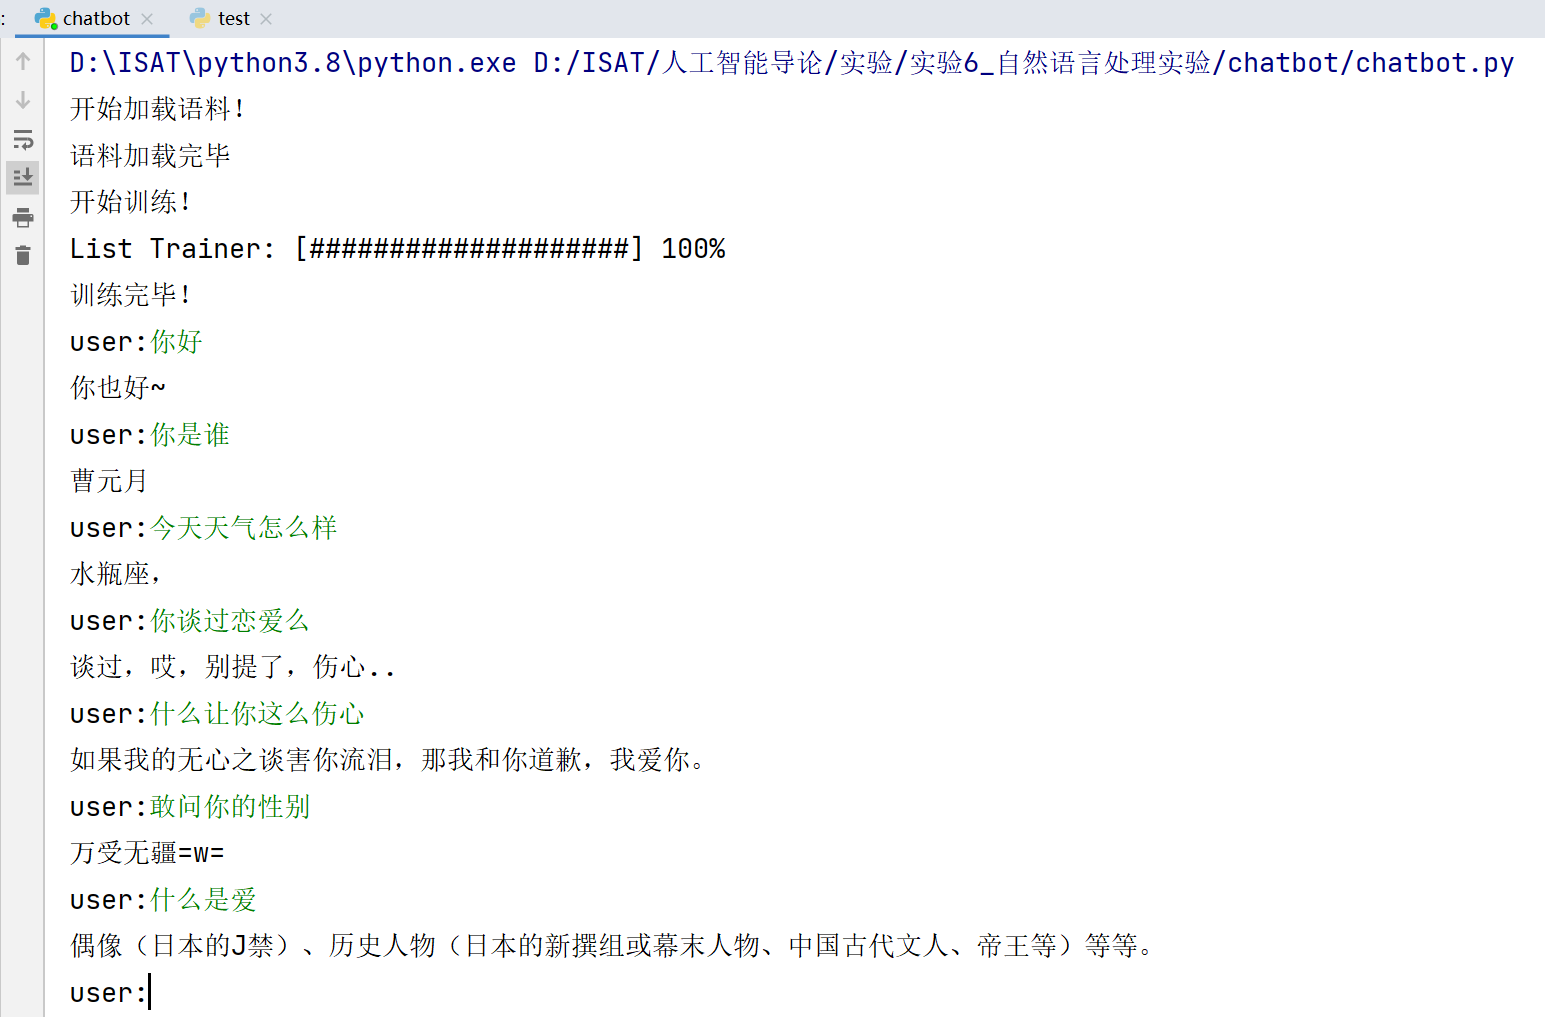 : chatbot × test ×
D:\ISAT\python3.8\python.exe D:/ISAT/人工智能导论/实验/实验6_自然语言处理实验/chatbot/chatbot.py
开始加载语料！
语料加载完毕
开始训练！
List Trainer: [####################] 100%
训练完毕！
user:你好
你也好~
user:你是谁
曹元月
user:今天天气怎么样
水瓶座，
user:你谈过恋爱么
谈过，哎，别提了，伤心..
user:什么让你这么伤心
如果我的无心之谈害你流泪，那我和你道歉，我爱你。
user:敢问你的性别
万受无疆=w=
user:什么是爱
偶像（日本的J禁）、历史人物（日本的新撰组或幕末人物、中国古代文人、帝王等）等等。
user: